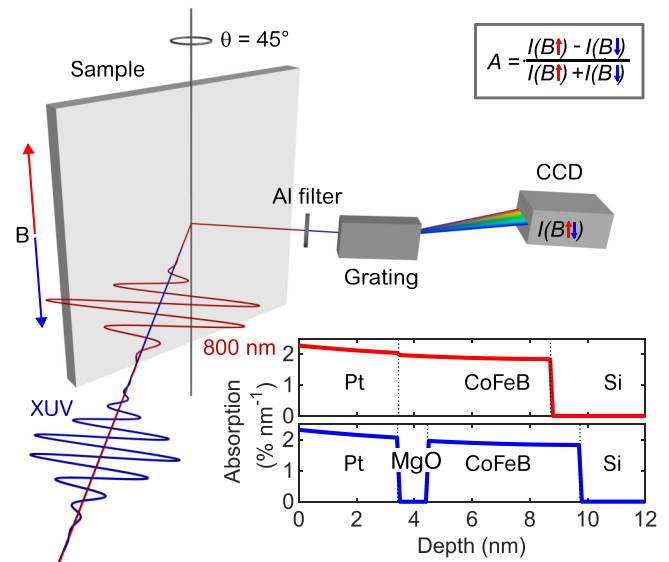 θ = 45°
Sample
A = I(B↑) - I(B↓)
I(B↑) +I(B↓)
CCD
Al filter
I(B↑↓)
B
Grating
800 nm
XUV
Absorption
(% nm⁻¹)
2
1
0
Pt
CoFeB
Si
2
1
0
Pt
MgO
CoFeB
Si
0
2
4
6
8
10
12
Depth (nm)